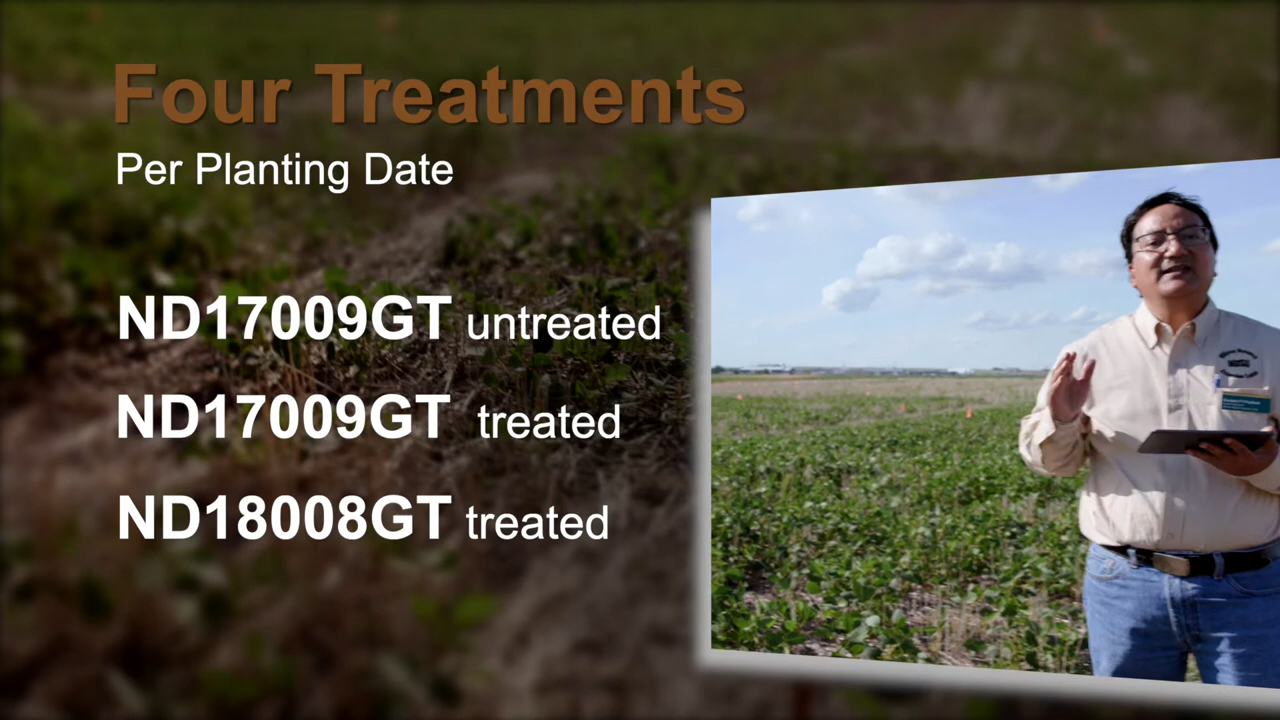 Four Treatments
Per Planting Date
ND17009GT untreated
ND17009GT treated
ND18008GT treated